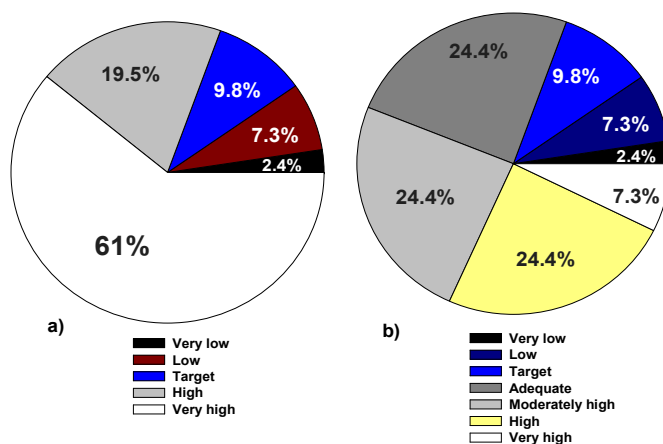 19.5%
9.8%
7.3%
2.4%
61%
a)
Very low
Low
Target
High
Very high
24.4%
9.8%
7.3%
2.4%
7.3%
24.4%
24.4%
b)
Very low
Low
Target
Adequate
Moderately high
High
Very high